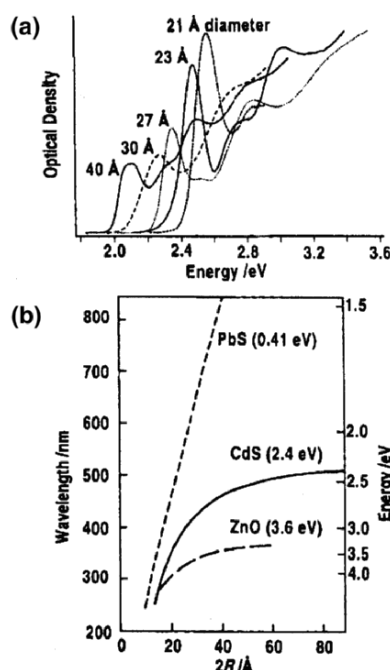 (a)
21 Å diameter
23 Å
27 Å
30 Å
40 Å
Optical Density
2.0 2.4 2.8 3.2 3.6
Energy /eV
(b)
800
700
600
500
400
300
200
Wavelength /nm
PbS (0.41 eV)
CdS (2.4 eV)
ZnO (3.6 eV)
1.5
2.0
2.5
3.0
3.5
4.0
Energy /eV
0 20 40 60 80
2R/Å